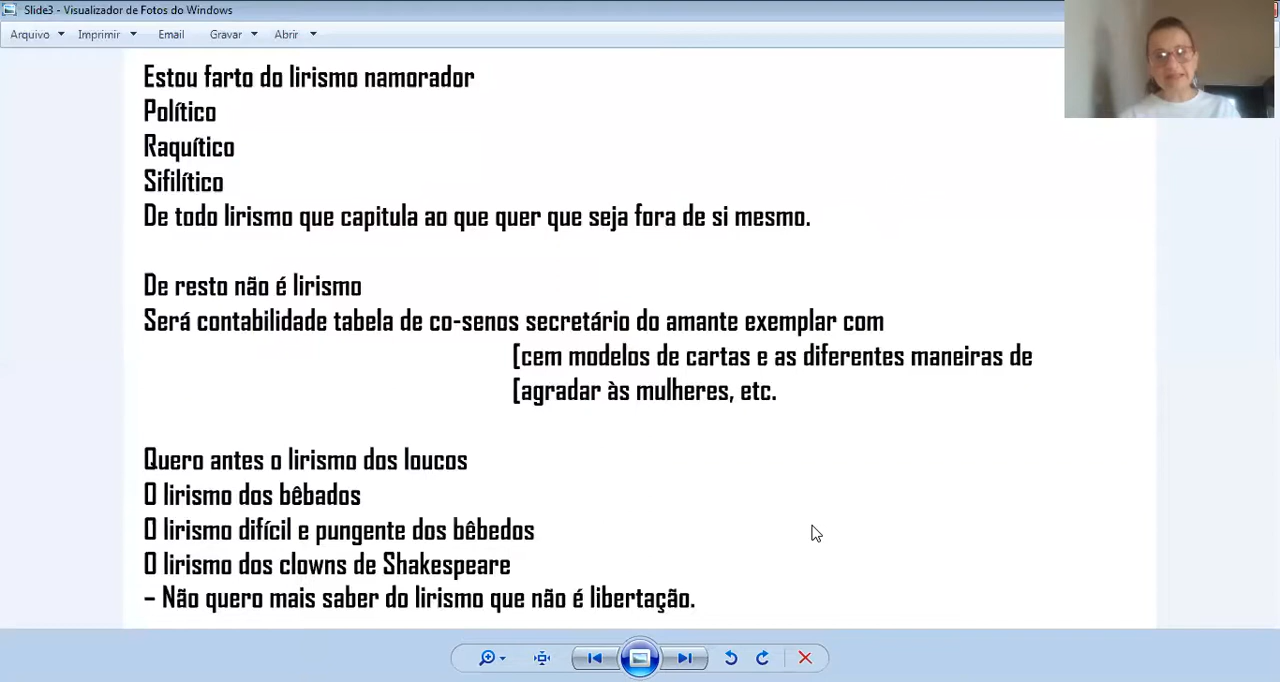 Slide3 - Visualizador de Fotos do Windows
Arquivo Imprimir Email Gravar Abrir
Estou farto do lirismo namorador
Político
Raquítico
Sifilítico
De todo lirismo que capitula ao que quer que seja fora de si mesmo.
De resto não é lirismo
Será contabilidade tabela de co-senos secretário do amante exemplar com
[cem modelos de cartas e as diferentes maneiras de
[agradar às mulheres, etc.
Quero antes o lirismo dos loucos
O lirismo dos bêbados
O lirismo difícil e pungente dos bêbedos
O lirismo dos clowns de Shakespeare
– Não quero mais saber do lirismo que não é libertação.